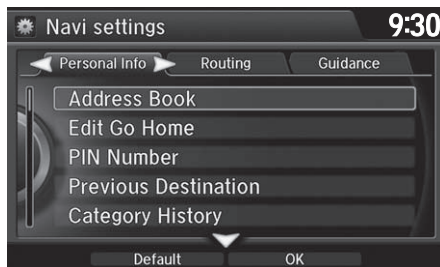 Navi settings 9:30
Personal Info Routing Guidance
Address Book
Edit Go Home
PIN Number
Previous Destination
Category History
Default OK